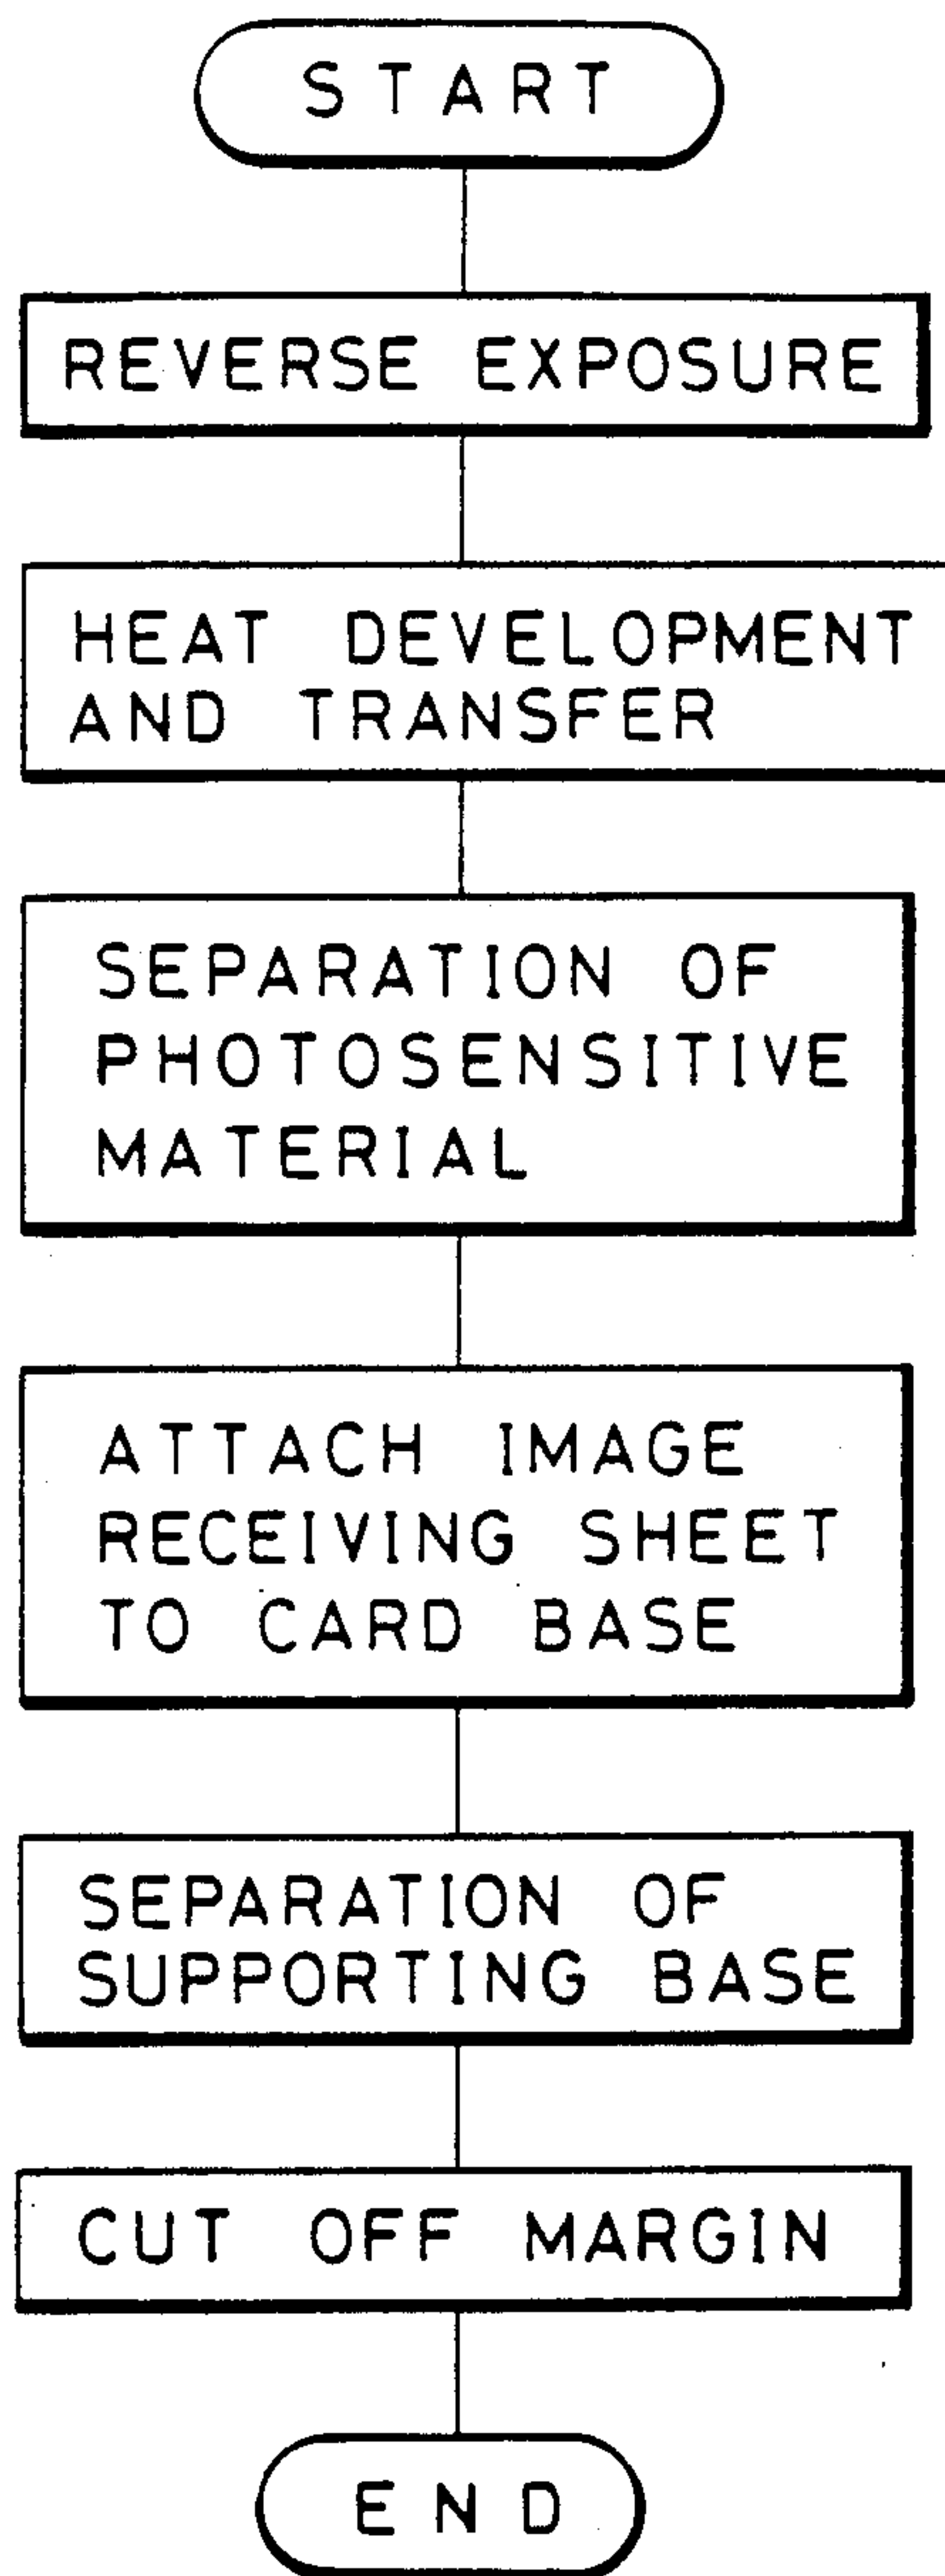 START
REVERSE EXPOSURE
HEAT DEVELOPMENT
AND TRANSFER
SEPARATION OF
PHOTOSENSITIVE
MATERIAL
ATTACH IMAGE
RECEIVING SHEET
TO CARD BASE
SEPARATION OF
SUPPORTING BASE
CUT OFF MARGIN
END